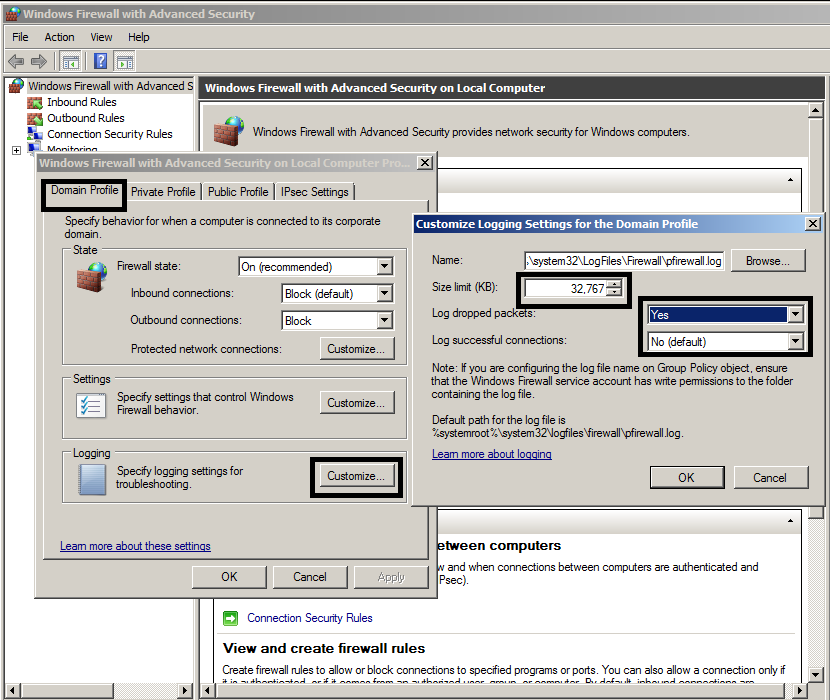 Windows Firewall with Advanced Security
File Action View Help
Windows Firewall with Advanced S
Inbound Rules
Outbound Rules
Connection Security Rules
Monitoring
Windows Firewall with Advanced Security on Local Computer
Windows Firewall with Advanced Security provides network security for Windows computers.
Windows Firewall with Advanced Security on Local Computer Pro...
Domain Profile Private Profile Public Profile IPsec Settings
Specify behavior for when a computer is connected to its corporate
domain.
State
Firewall state: On (recommended)
Inbound connections: Block (default)
Outbound connections: Block
Protected network connections: Customize...
Settings
Specify settings that control Windows
Firewall behavior.
Customize...
Logging
Specify logging settings for
troubleshooting.
Customize...
Learn more about these settings
OK Cancel Apply
Customize Logging Settings for the Domain Profile
Name: \system32\LogFiles\Firewall\pfirewall.log Browse...
Size limit (KB): 32,767
Log dropped packets: Yes
Log successful connections: No (default)
Note: If you are configuring the log file name on Group Policy object, ensure
that the Windows Firewall service account has write permissions to the folder
containing the log file.
Default path for the log file is
%systemroot%\system32\logfiles\firewall\pfirewall.log.
Learn more about logging
OK Cancel
etween computers
w and when connections between computers are authenticated and
Psec).
Connection Security Rules
View and create firewall rules
Create firewall rules to allow or block connections to specified programs or ports. You can also allow a connection only if
it is authenticated, or if it comes from an authorized user, group, or computer. By default, inbound connections are